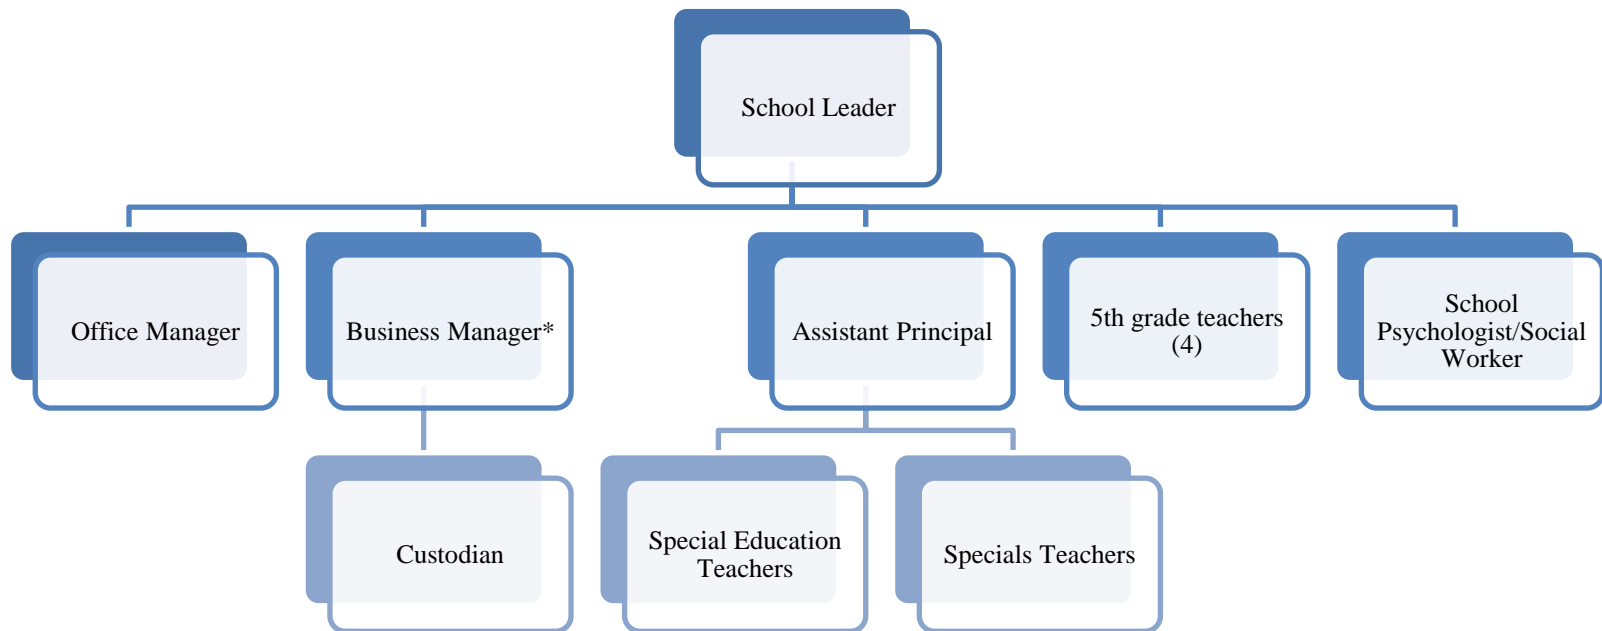 School Leader
Office Manager
Business Manager*
Assistant Principal
5th grade teachers
(4)
School
Psychologist/Social
Worker
Custodian
Special Education
Teachers
Specials Teachers